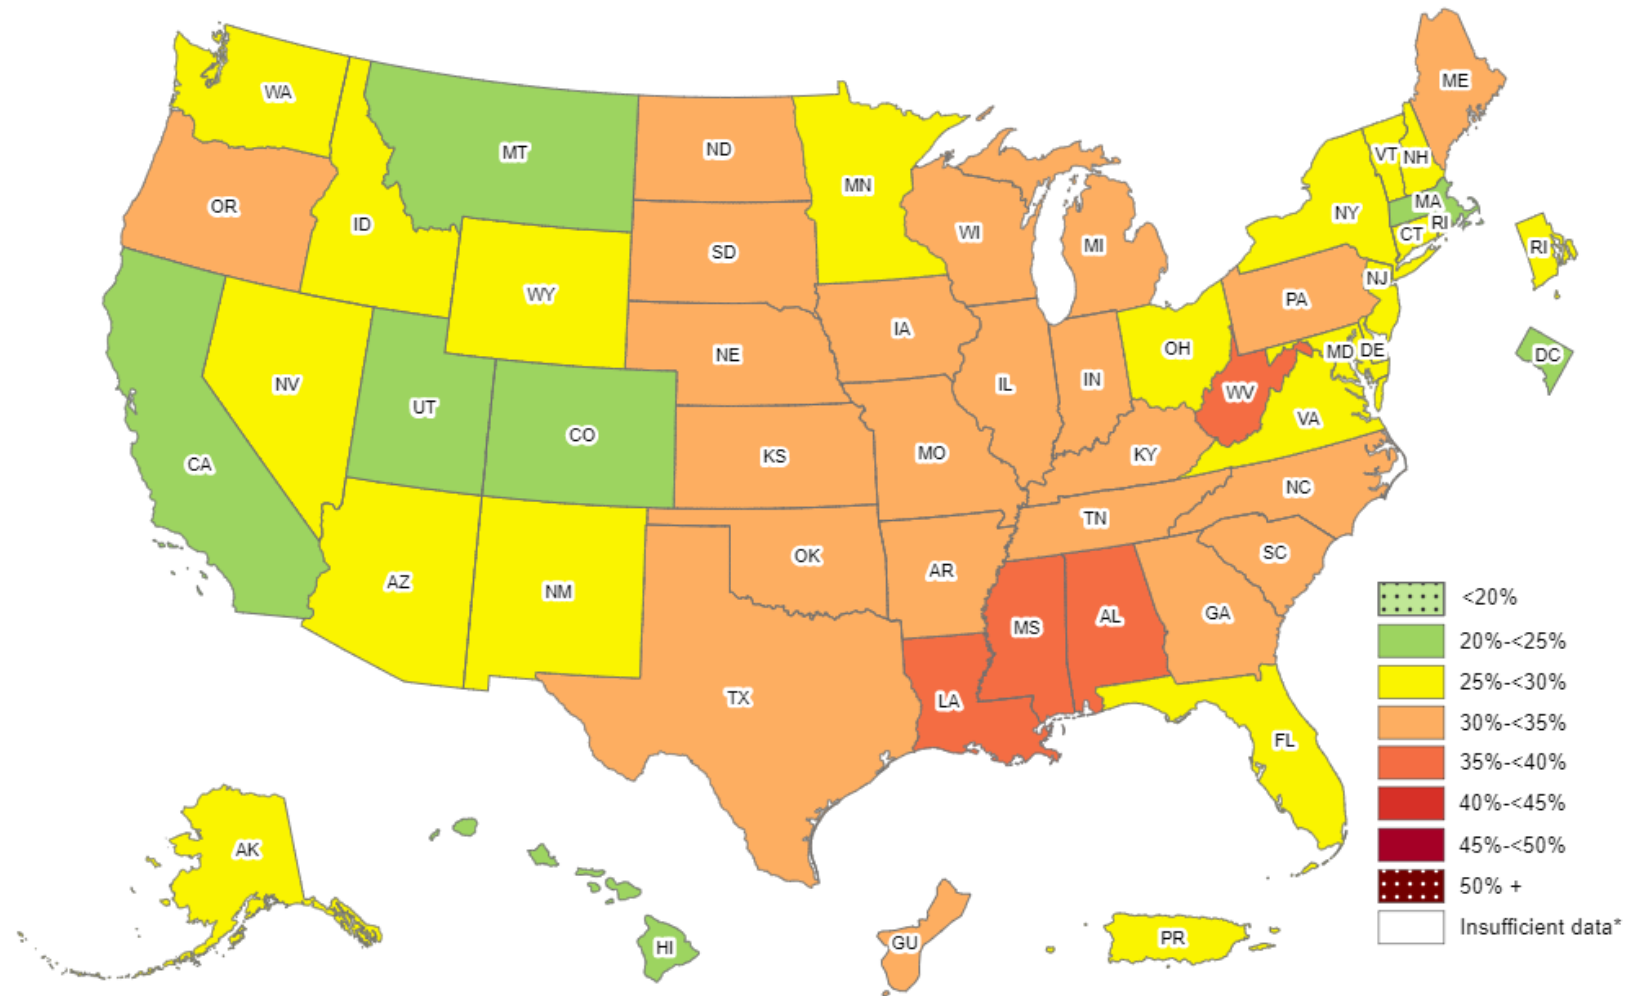 WA
MT
ND
MN
OR
ID
SD
WI
MI
ME
VT
NH
NY
MA
CT
RI
RI
WY
NE
IA
PA
NJ
NV
UT
CO
IL
IN
OH
MD
DE
DC
WV
VA
CA
KS
MO
KY
NC
AZ
NM
OK
AR
TN
SC
MS
AL
GA
TX
LA
FL
AK
HI
GU
PR
<20%
20%-<25%
25%-<30%
30%-<35%
35%-<40%
40%-<45%
45%-<50%
50% +
Insufficient data*